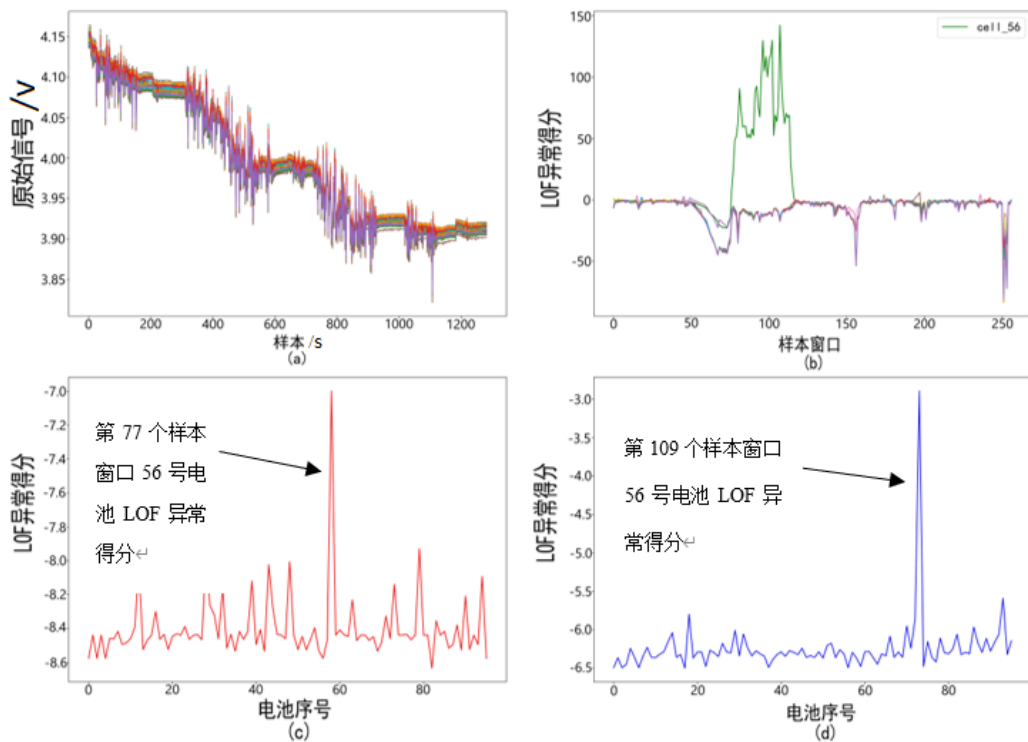 4.15
4.10
4.05
4.00
3.95
3.90
3.85
原始信号 /v
0 200 400 600 800 1000 1200
样本 /s
(a)
150
100
50
0
-50
LOF异常得分
cell_56
0 50 100 150 200 250
样本窗口
(b)
-7.0
-7.2
-7.4
-7.6
-7.8
-8.0
-8.2
-8.4
-8.6
LOF异常得分
第 77 个样本
窗口 56 号电
池 LOF 异常
得分↵
0 20 40 60 80
电池序号
(c)
-3.0
-3.5
-4.0
-4.5
-5.0
-5.5
-6.0
-6.5
LOF异常得分
第 109 个样本窗口
56 号电池 LOF 异
常得分↵
0 20 40 60 80
电池序号
(d)